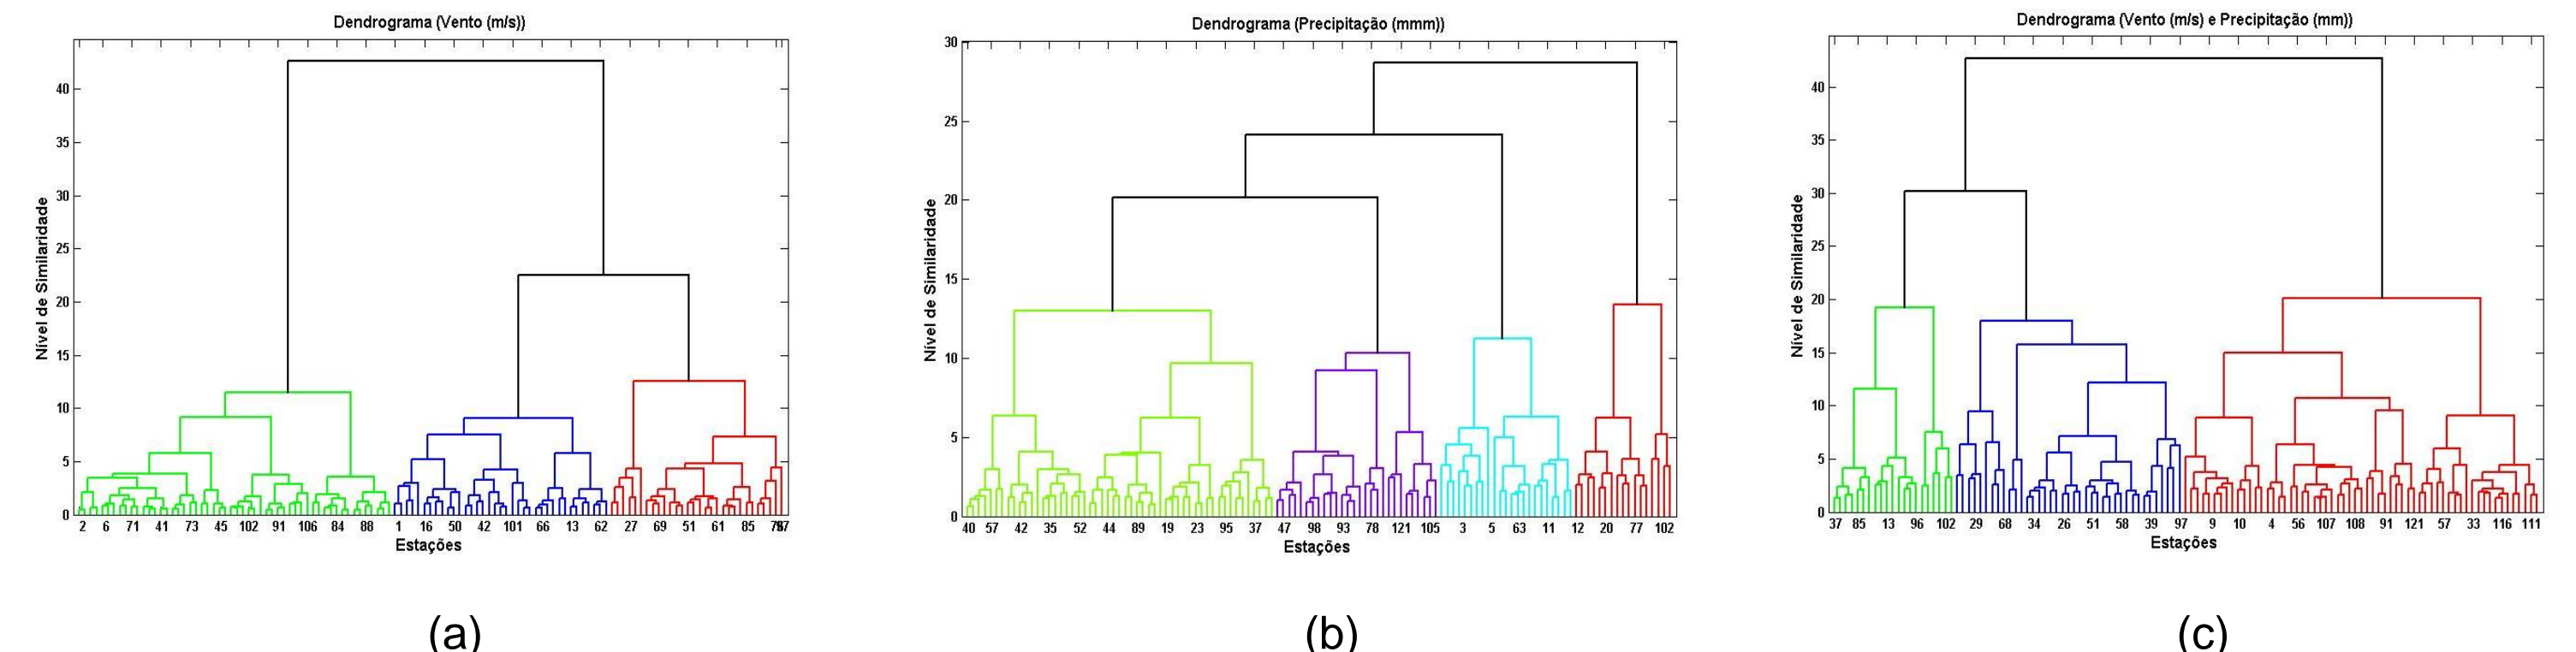 Dendrograma (Vento (m/s))
40
35
30
25
20
15
10
5
0
Nível de Similaridade
2 6 71 41 73 45 102 91 106 84 88 1 16 50 42 101 66 13 62 27 69 51 61 85
Estações
(a)
Dendrograma (Precipitação (mmm))
30
25
20
15
10
5
0
Nível de Similaridade
40 57 42 35 52 44 89 19 23 95 37 47 98 93 78 121 105 3 5 63 11 12 20 77 102
Estações
(b)
Dendrograma (Vento (m/s) e Precipitação (mm))
40
35
30
25
20
15
10
5
0
Nível de Similaridade
37 85 13 96 102 29 68 34 26 51 58 39 97 9 10 4 56 107 108 91 121 57 33 116 111
Estações
(c)